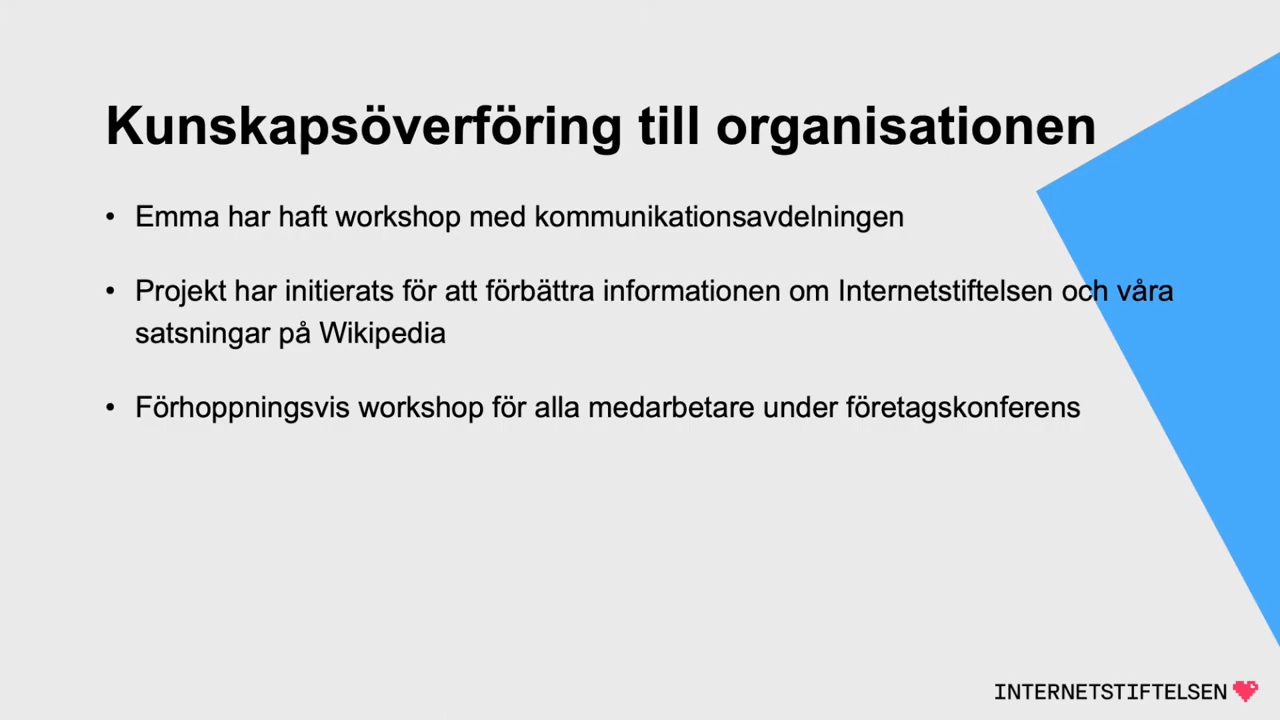 Kunskapsöverföring till organisationen
• Emma har haft workshop med kommunikationsavdelningen
• Projekt har initierats för att förbättra informationen om Internetstiftelsen och våra
satsningar på Wikipedia
• Förhoppningsvis workshop för alla medarbetare under företagskonferens
INTERNETSTIFTELSEN